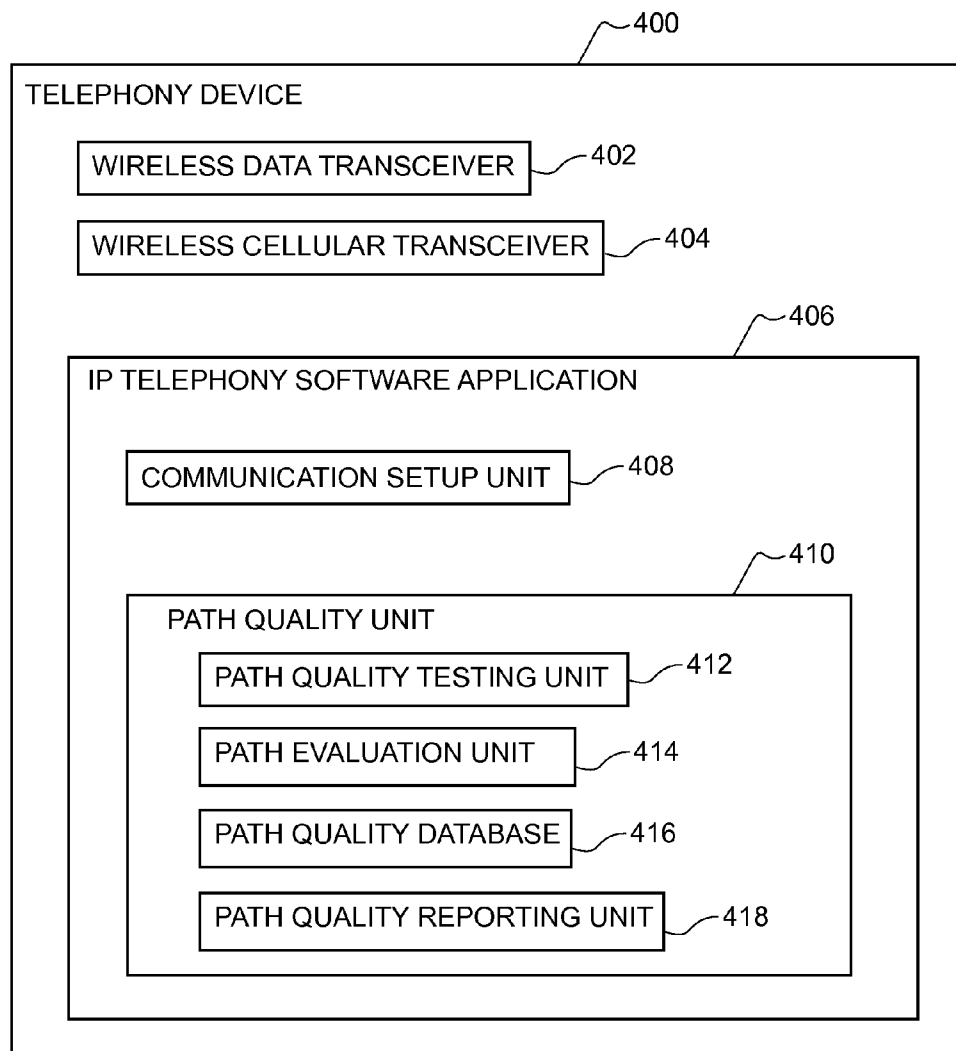 400
TELEPHONY DEVICE
WIRELESS DATA TRANSCEIVER
402
WIRELESS CELLULAR TRANSCEIVER
404
406
IP TELEPHONY SOFTWARE APPLICATION
COMMUNICATION SETUP UNIT
408
410
PATH QUALITY UNIT
PATH QUALITY TESTING UNIT
412
PATH EVALUATION UNIT
414
PATH QUALITY DATABASE
416
PATH QUALITY REPORTING UNIT
418